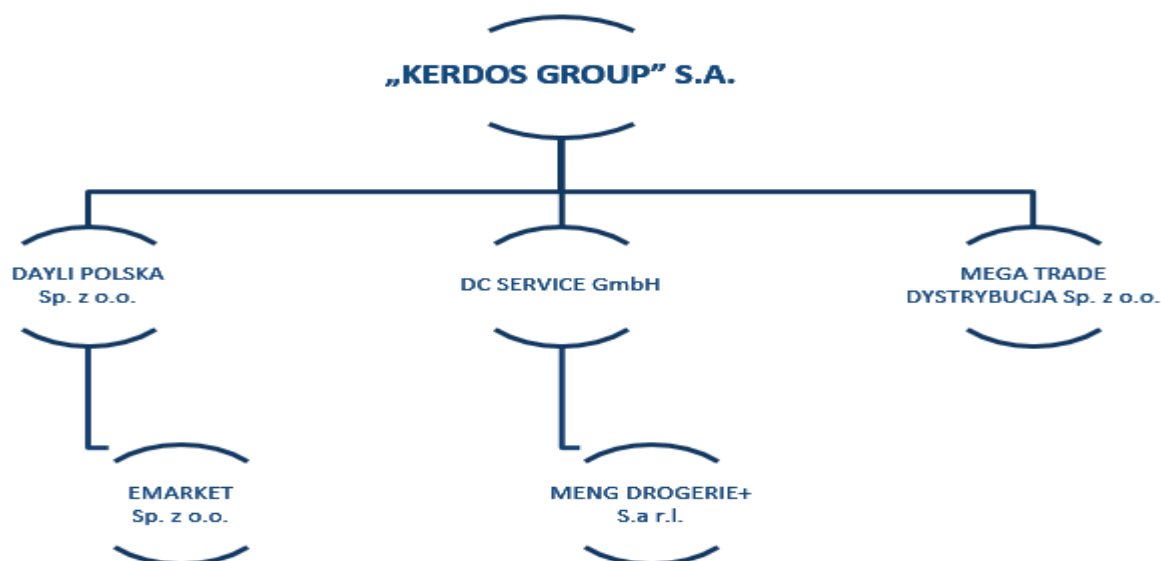 „KERDOS GROUP” S.A.
DAYLI POLSKA
Sp. z o.o.
DC SERVICE GmbH
MEGA TRADE
DYSTRYBUCJA Sp. z o.o.
EMARKET
Sp. z o.o.
MENG DROGERIE+
S.a r.l.